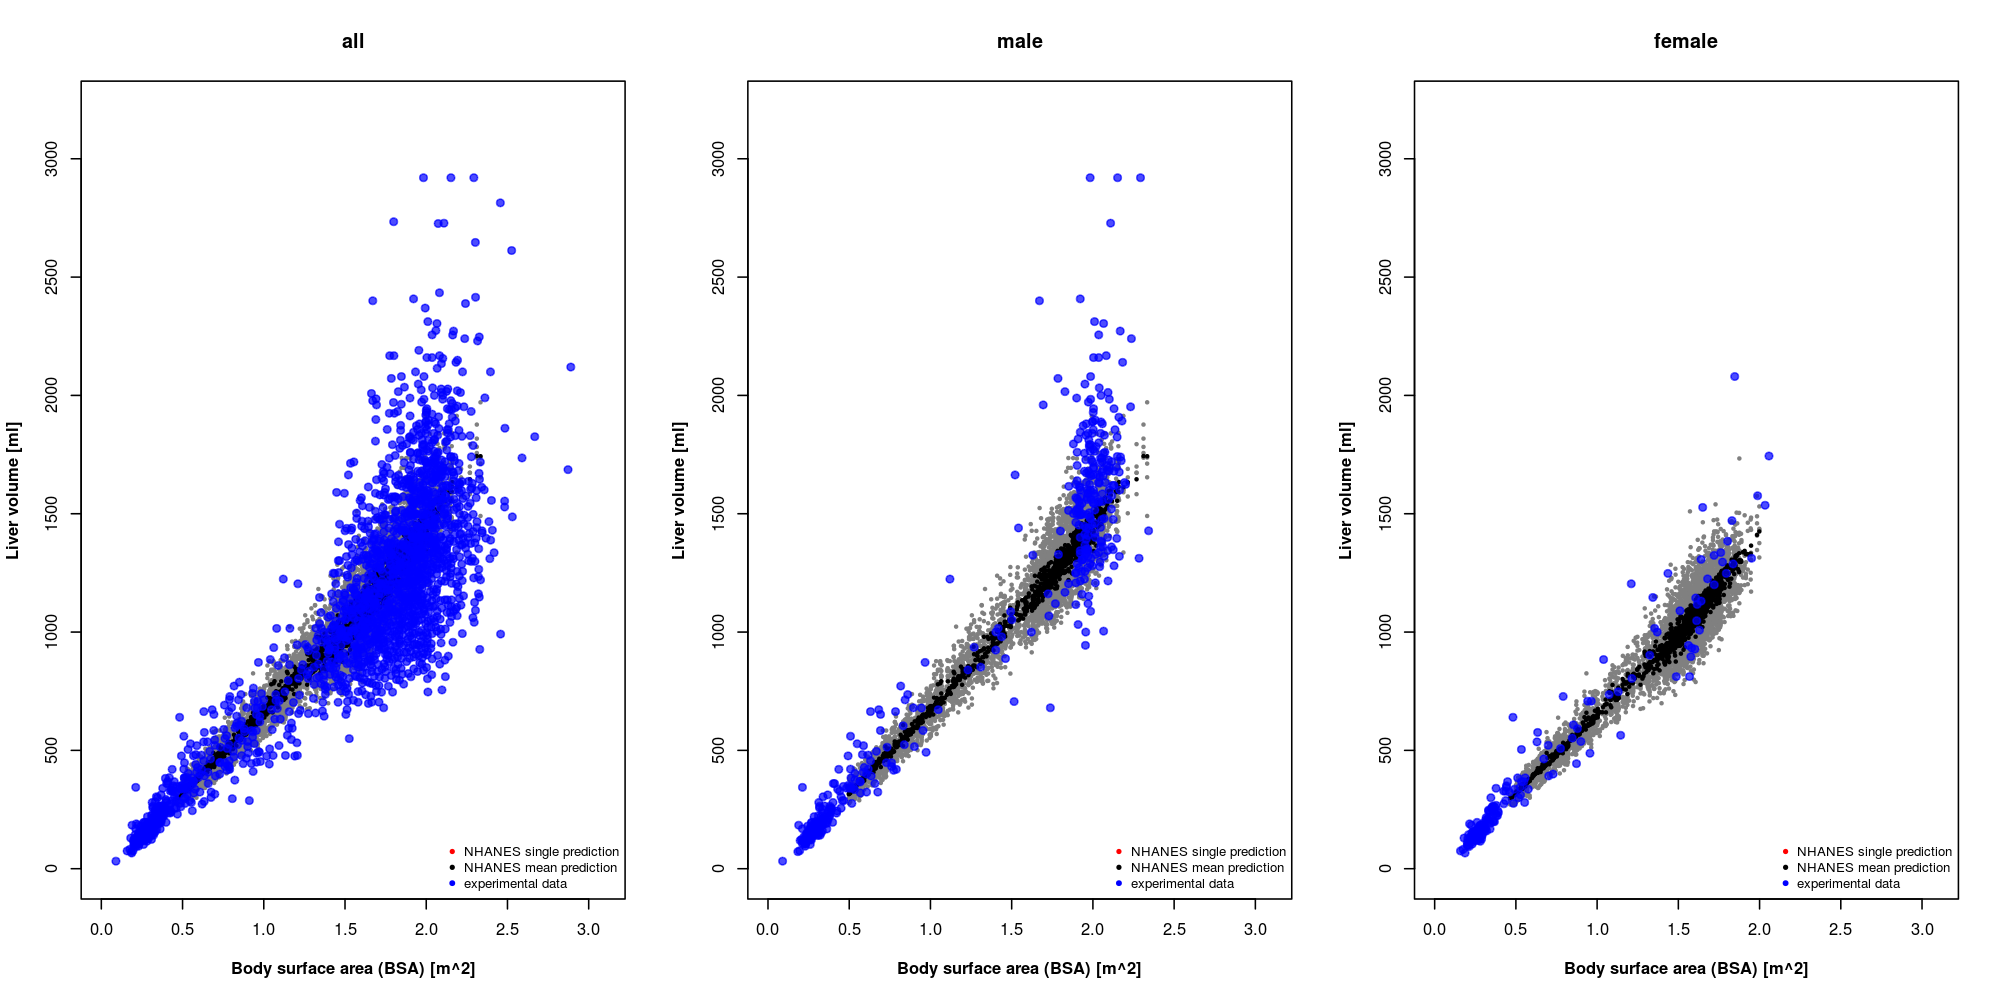 all
Liver volume [ml]
3000
2500
2000
1500
1000
500
0
NHANES single prediction
NHANES mean prediction
experimental data
0.0 0.5 1.0 1.5 2.0 2.5 3.0
Body surface area (BSA) [m^2]
male
Liver volume [ml]
3000
2500
2000
1500
1000
500
0
NHANES single prediction
NHANES mean prediction
experimental data
0.0 0.5 1.0 1.5 2.0 2.5 3.0
Body surface area (BSA) [m^2]
female
Liver volume [ml]
3000
2500
2000
1500
1000
500
0
NHANES single prediction
NHANES mean prediction
experimental data
0.0 0.5 1.0 1.5 2.0 2.5 3.0
Body surface area (BSA) [m^2]